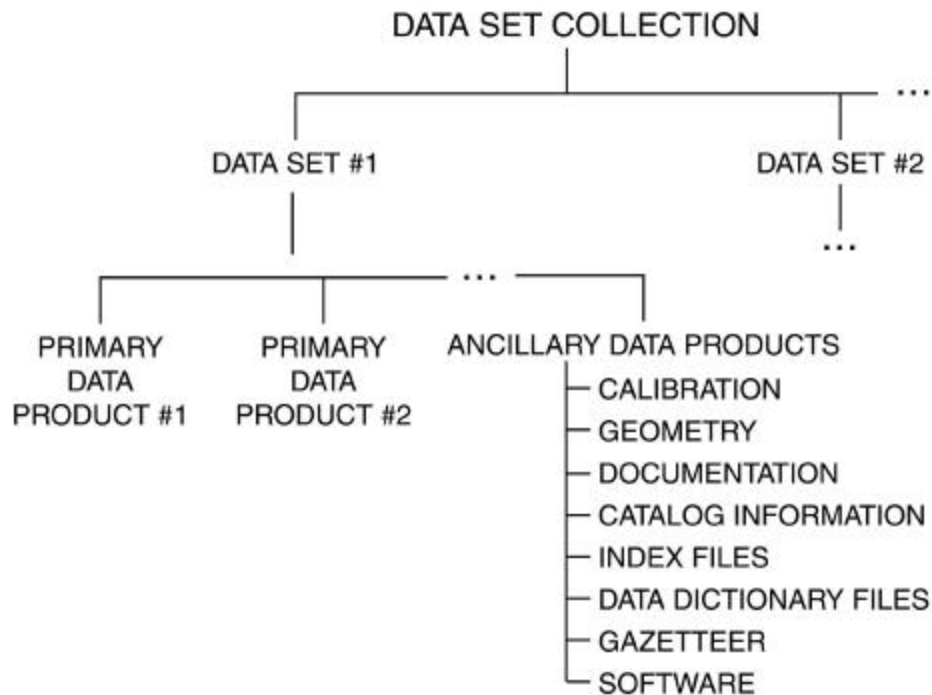 DATA SET COLLECTION
...
DATA SET #1
DATA SET #2
...
...
PRIMARY
DATA
PRODUCT #1
PRIMARY
DATA
PRODUCT #2
ANCILLARY DATA PRODUCTS
CALIBRATION
GEOMETRY
DOCUMENTATION
CATALOG INFORMATION
INDEX FILES
DATA DICTIONARY FILES
GAZETTEER
SOFTWARE